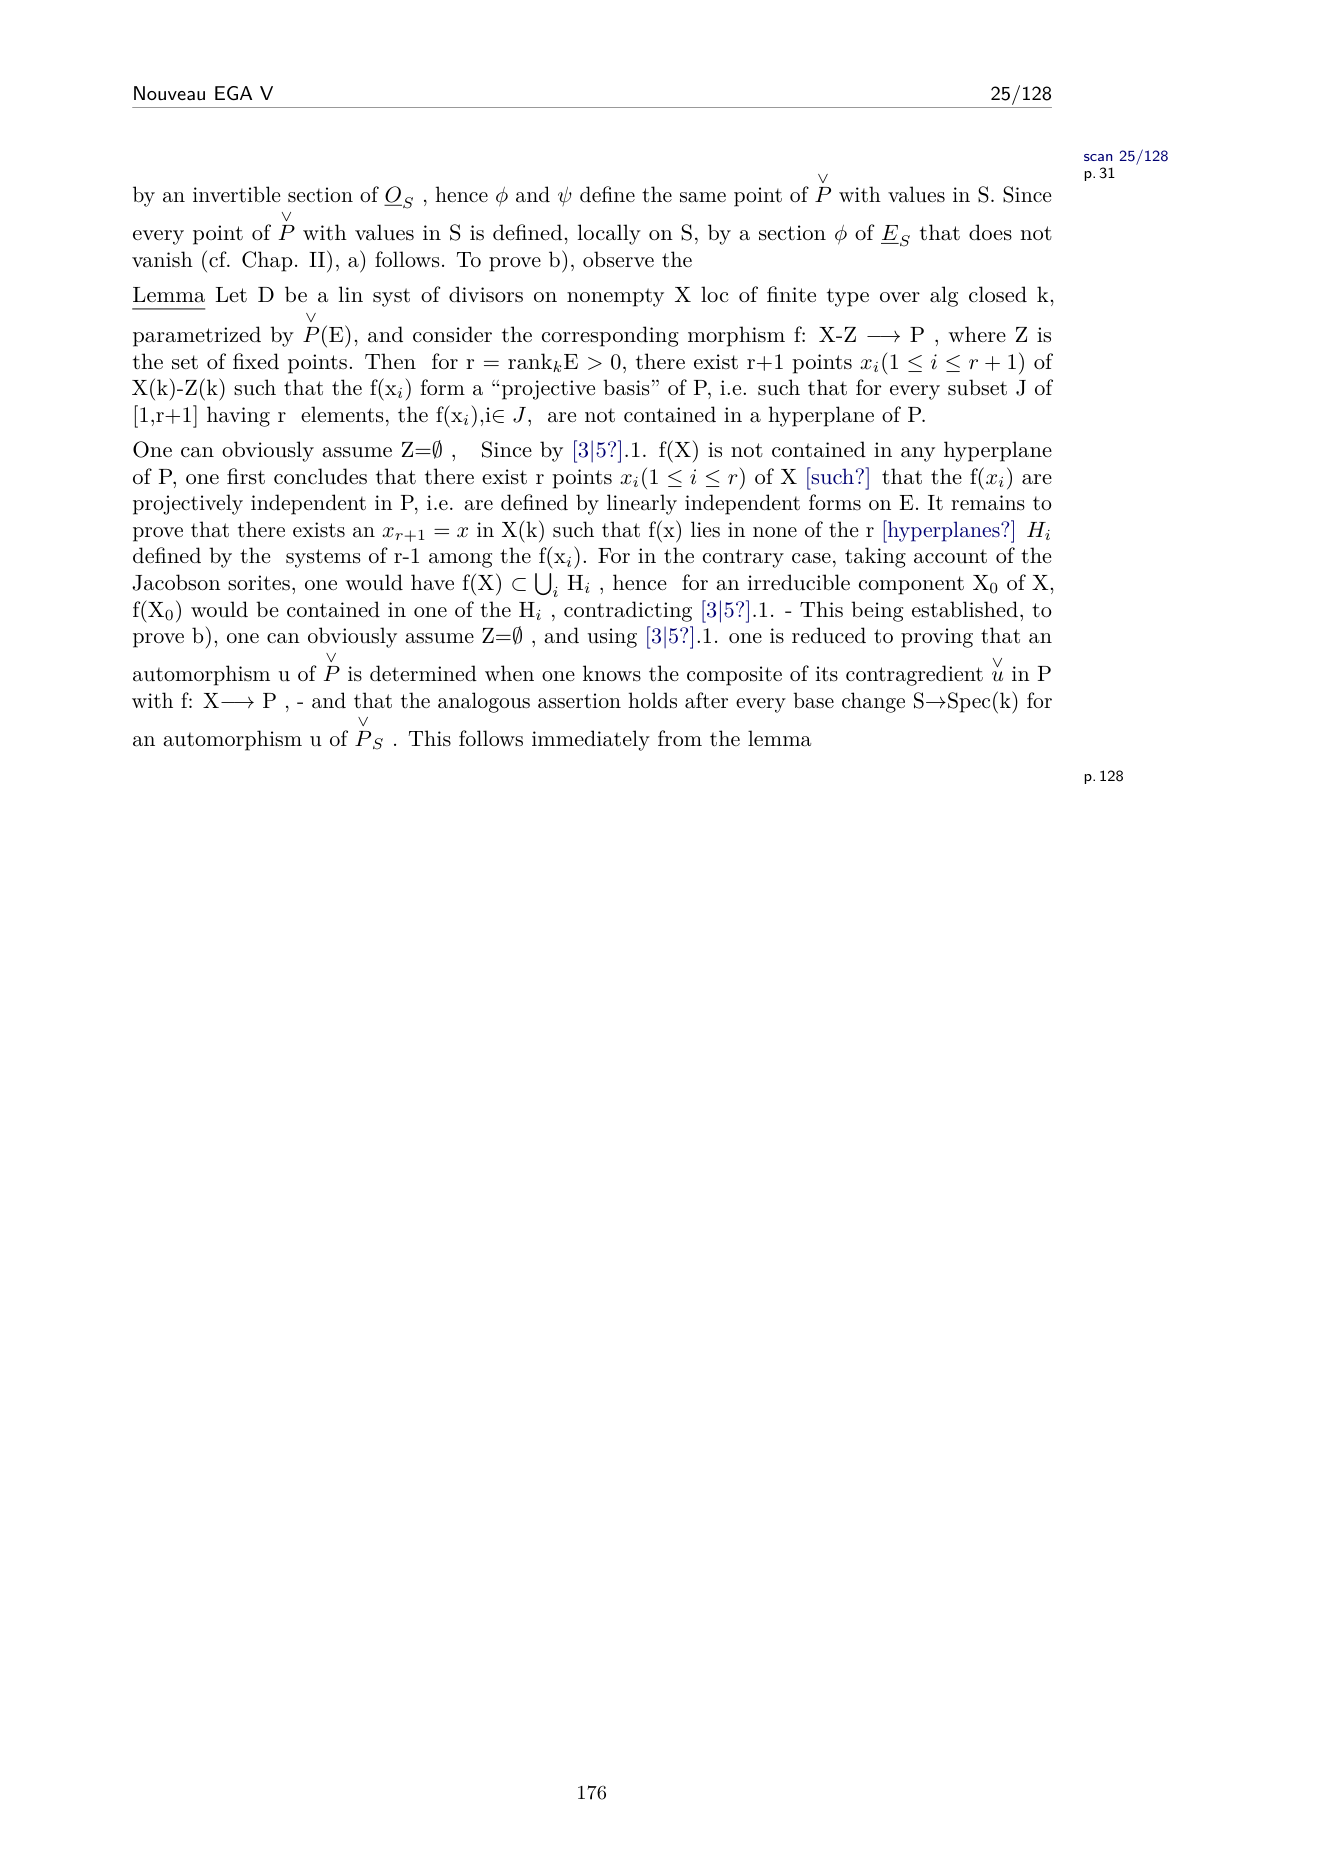 Nouveau EGA V 25/128
scan 25/128
p. 31
by an invertible section of O_S , hence ϕ and ψ define the same point of P̌ with values in S. Since
every point of P̌ with values in S is defined, locally on S, by a section ϕ of E_S that does not
vanish (cf. Chap. II), a) follows. To prove b), observe the
Lemma Let D be a lin syst of divisors on nonempty X loc of finite type over alg closed k,
parametrized by P̌(E), and consider the corresponding morphism f: X-Z ⟶ P , where Z is
the set of fixed points. Then for r = rank_kE > 0, there exist r+1 points x_i(1 ≤ i ≤ r + 1) of
X(k)-Z(k) such that the f(x_i) form a “projective basis” of P, i.e. such that for every subset J of
[1,r+1] having r elements, the f(x_i),i∈ J, are not contained in a hyperplane of P.
One can obviously assume Z=∅ , Since by [3|5?].1. f(X) is not contained in any hyperplane
of P, one first concludes that there exist r points x_i(1 ≤ i ≤ r) of X [such?] that the f(x_i) are
projectively independent in P, i.e. are defined by linearly independent forms on E. It remains to
prove that there exists an x_{r+1} = x in X(k) such that f(x) lies in none of the r [hyperplanes?] H_i
defined by the systems of r-1 among the f(x_i). For in the contrary case, taking account of the
Jacobson sorites, one would have f(X) ⊂ ⋃_i H_i , hence for an irreducible component X_0 of X,
f(X_0) would be contained in one of the H_i , contradicting [3|5?].1. - This being established, to
prove b), one can obviously assume Z=∅ , and using [3|5?].1. one is reduced to proving that an
automorphism u of P̌ is determined when one knows the composite of its contragredient ǔ in P
with f: X⟶ P , - and that the analogous assertion holds after every base change S→Spec(k) for
an automorphism u of P̌_S . This follows immediately from the lemma
p. 128
176